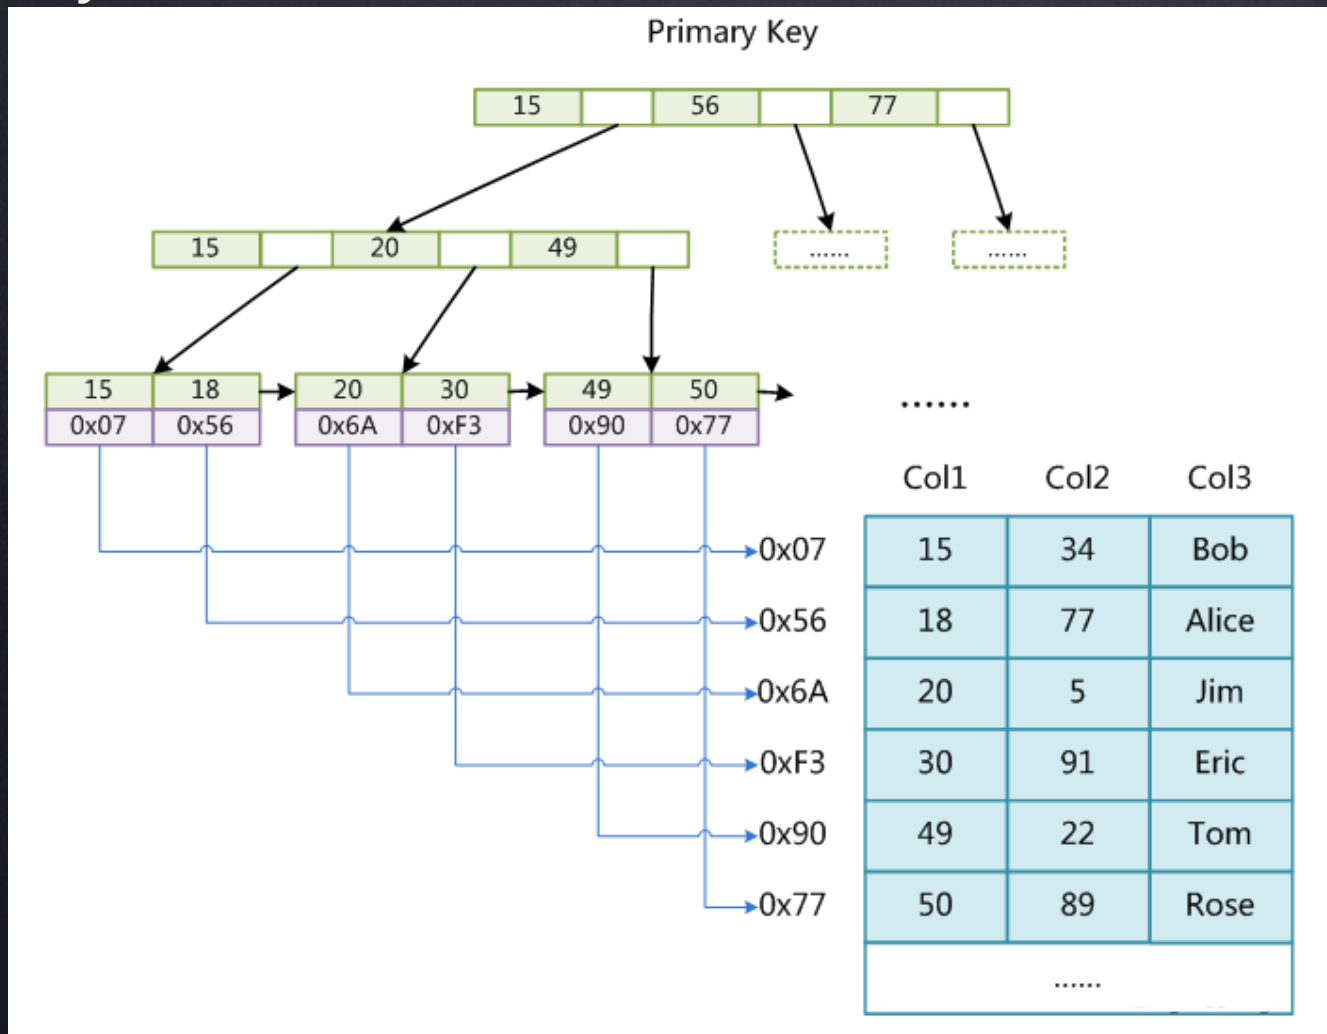 Primary Key
15 56 77
15 20 49 ...... ......
15 18 20 30 49 50
0x07 0x56 0x6A 0xF3 0x90 0x77
......
Col1 Col2 Col3
0x07 15 34 Bob
0x56 18 77 Alice
0x6A 20 5 Jim
0xF3 30 91 Eric
0x90 49 22 Tom
0x77 50 89 Rose
......